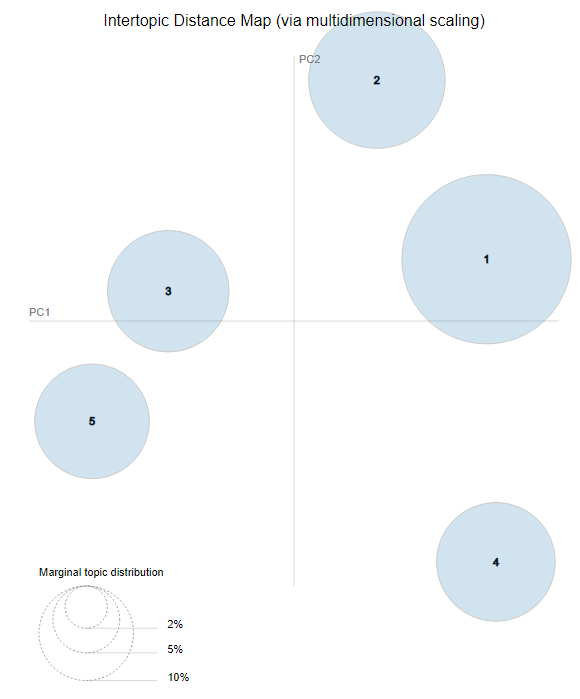 Intertopic Distance Map (via multidimensional scaling)
PC2
2
1
3
PC1
5
4
Marginal topic distribution
2%
5%
10%